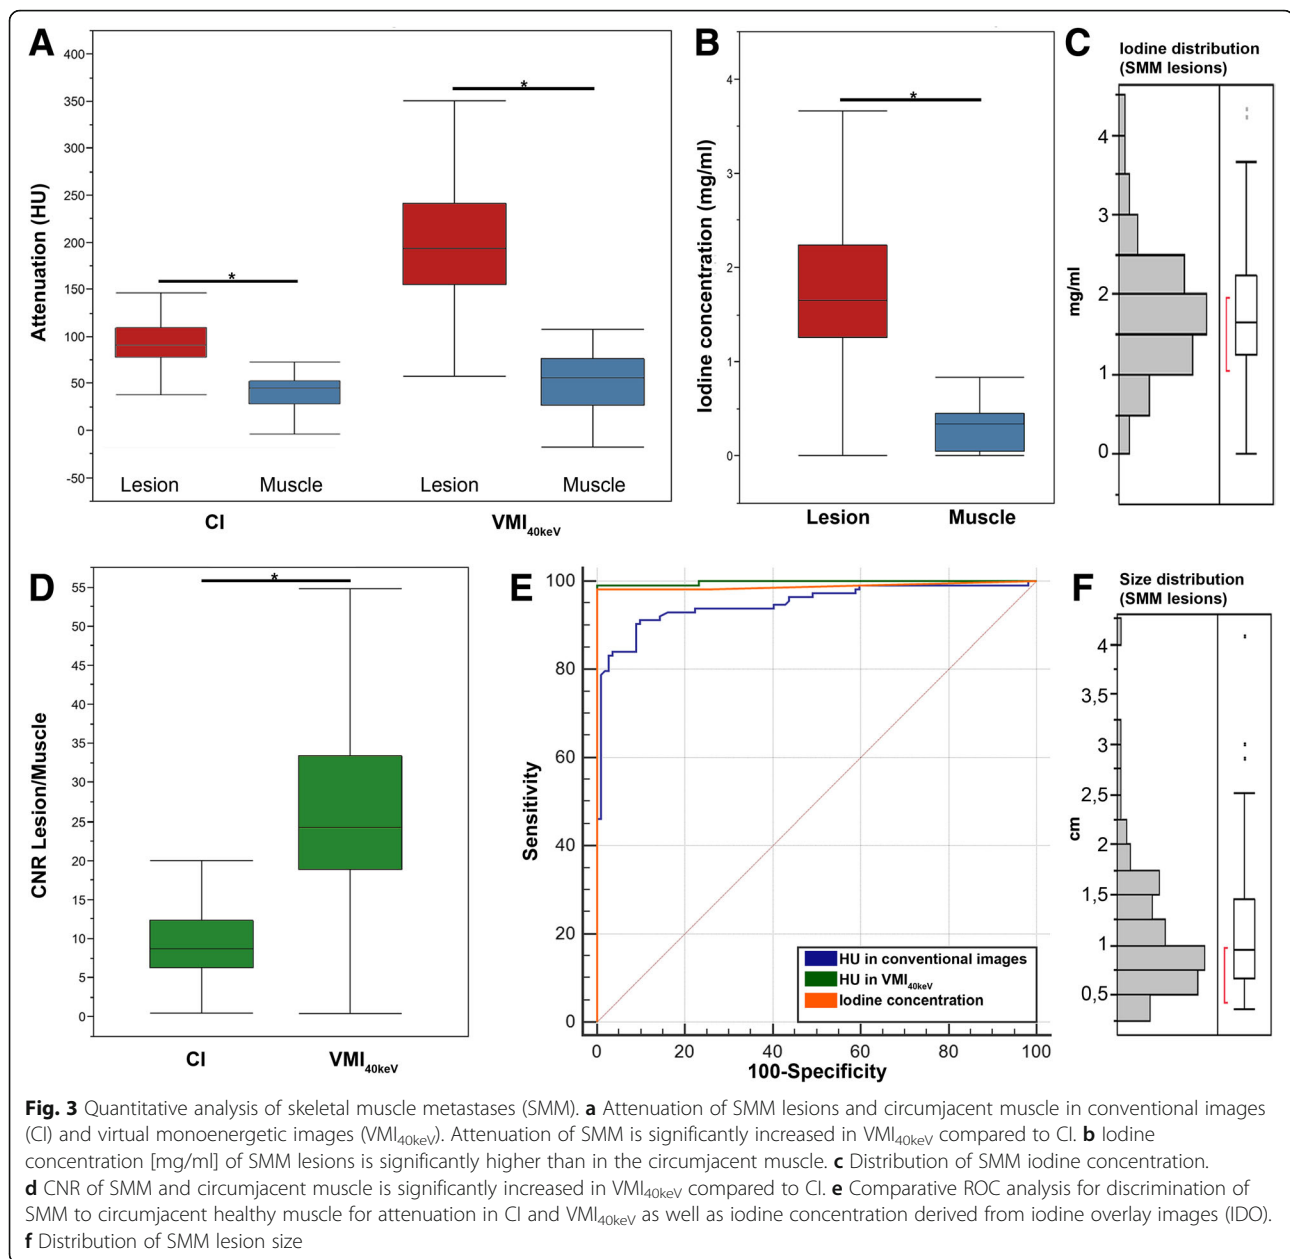 A
400
350
300
250
200
150
100
50
0
-50
Attenuation (HU)
*
*
Lesion Muscle Lesion Muscle
CI VMI40keV
B
4
3
2
1
0
Iodine concentration (mg/ml)
*
Lesion Muscle
C
Iodine distribution
(SMM lesions)
4
3
2
1
0
mg/ml
D
55
50
45
40
35
30
25
20
15
10
5
0
CNR Lesion/Muscle
*
CI VMI40keV
E
100
80
60
40
20
0
Sensitivity
HU in conventional images
HU in VMI40keV
Iodine concentration
0 20 40 60 80 100
100-Specificity
F
Size distribution
(SMM lesions)
4
3,5
3
2,5
2
1,5
1
0,5
cm
Fig. 3 Quantitative analysis of skeletal muscle metastases (SMM). a Attenuation of SMM lesions and circumjacent muscle in conventional images
(CI) and virtual monoenergetic images (VMI40keV). Attenuation of SMM is significantly increased in VMI40keV compared to CI. b Iodine
concentration [mg/ml] of SMM lesions is significantly higher than in the circumjacent muscle. c Distribution of SMM iodine concentration.
d CNR of SMM and circumjacent muscle is significantly increased in VMI40keV compared to CI. e Comparative ROC analysis for discrimination of
SMM to circumjacent healthy muscle for attenuation in CI and VMI40keV as well as iodine concentration derived from iodine overlay images (IDO).
f Distribution of SMM lesion size